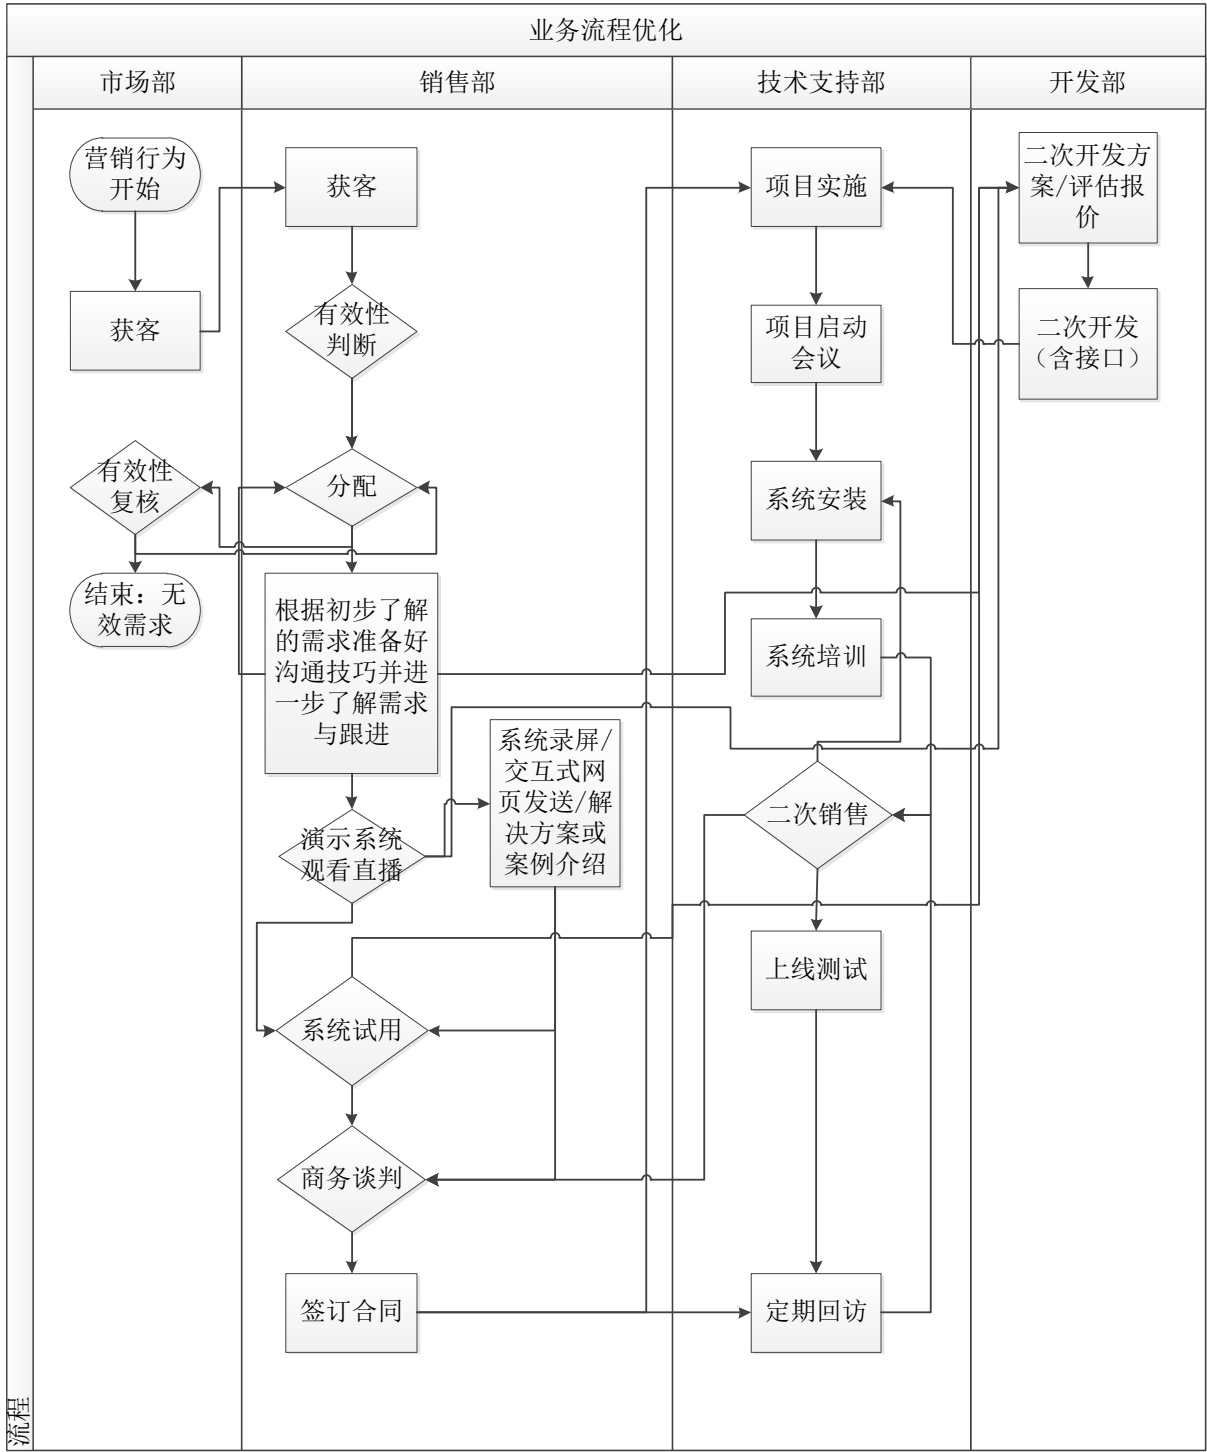 业务流程优化
市场部
销售部
技术支持部
开发部
营销行为
开始
获客
有效性
复核
结束：无
效需求
获客
有效性
判断
分配
根据初步了解
的需求准备好
沟通技巧并进
一步了解需求
与跟进
演示系统
观看直播
系统录屏/
交互式网
页发送/解
决方案或
案例介绍
系统试用
商务谈判
签订合同
项目实施
项目启动
会议
系统安装
系统培训
二次销售
上线测试
定期回访
二次开发方
案/评估报
价
二次开发
（含接口）
流程